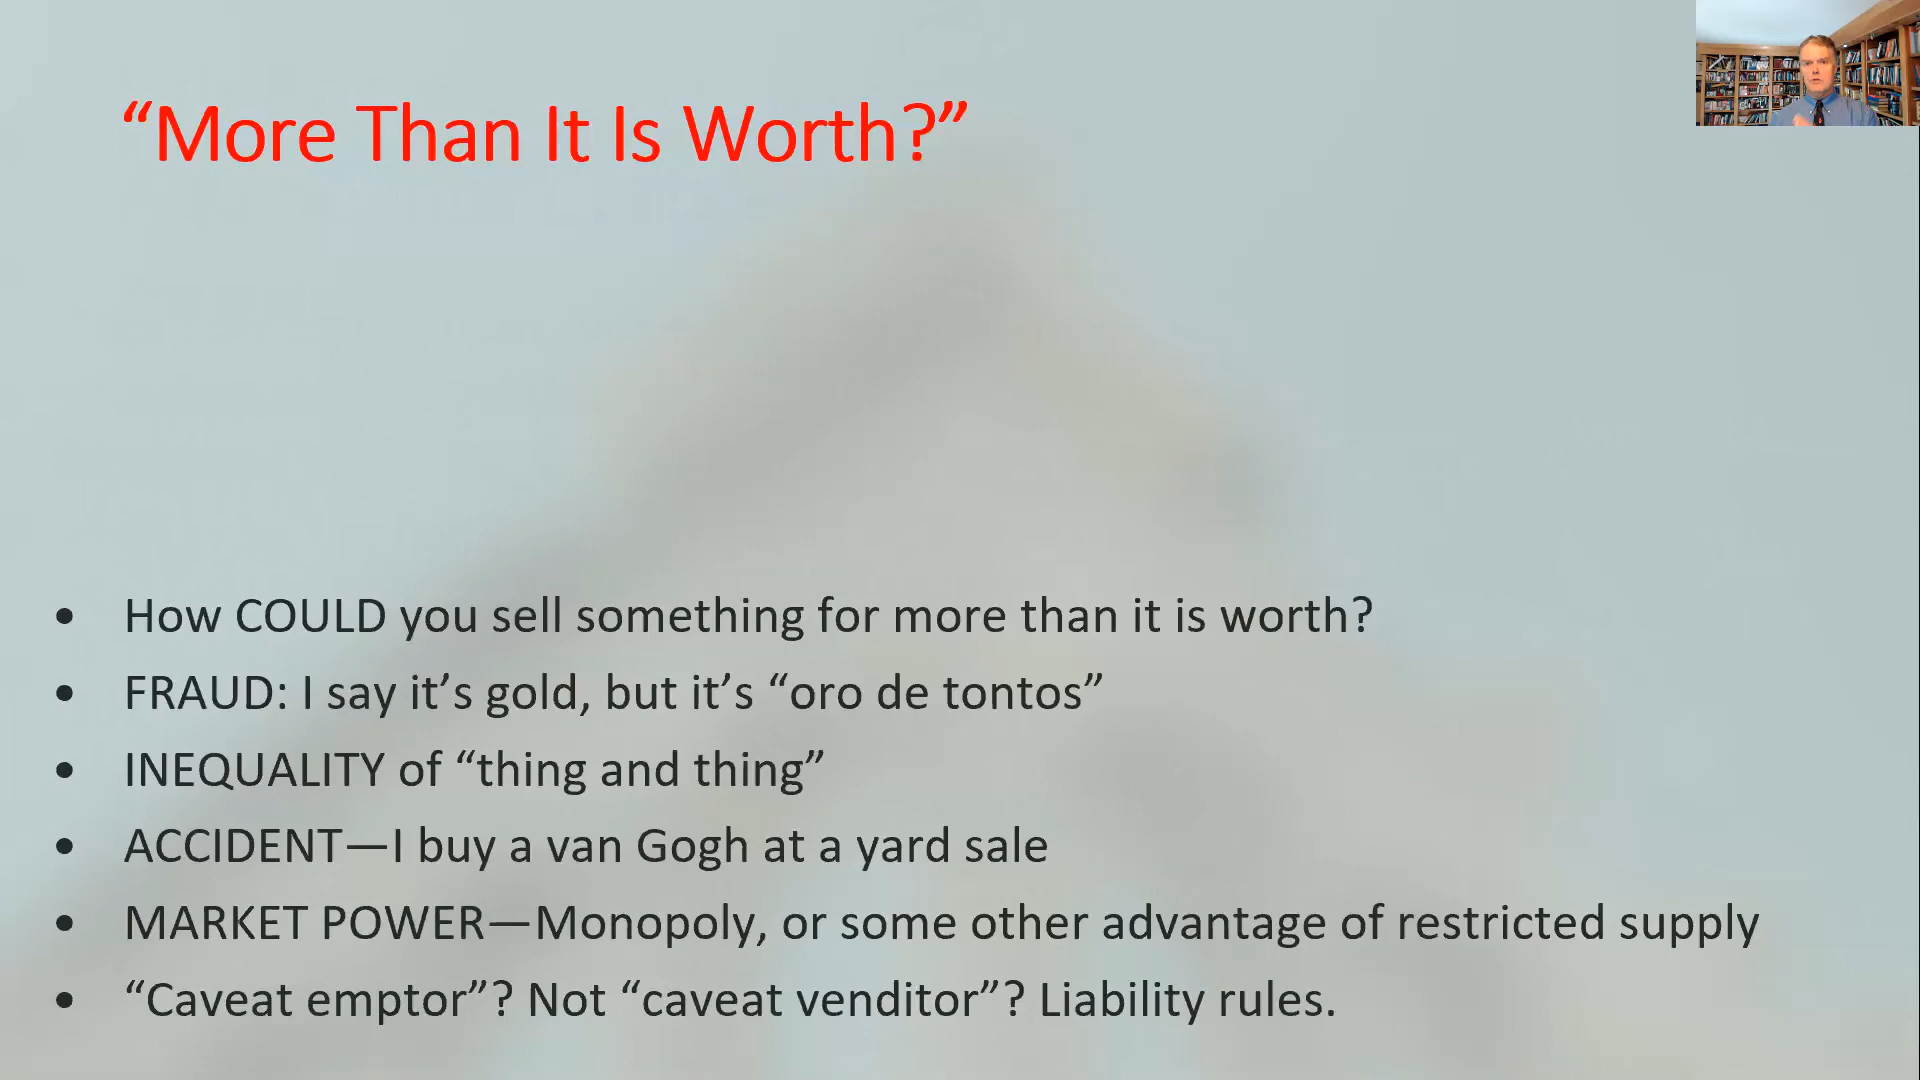 “More Than It Is Worth?”
• How COULD you sell something for more than it is worth?
• FRAUD: I say it’s gold, but it’s “oro de tontos”
• INEQUALITY of “thing and thing”
• ACCIDENT—I buy a van Gogh at a yard sale
• MARKET POWER—Monopoly, or some other advantage of restricted supply
• “Caveat emptor”? Not “caveat venditor”? Liability rules.